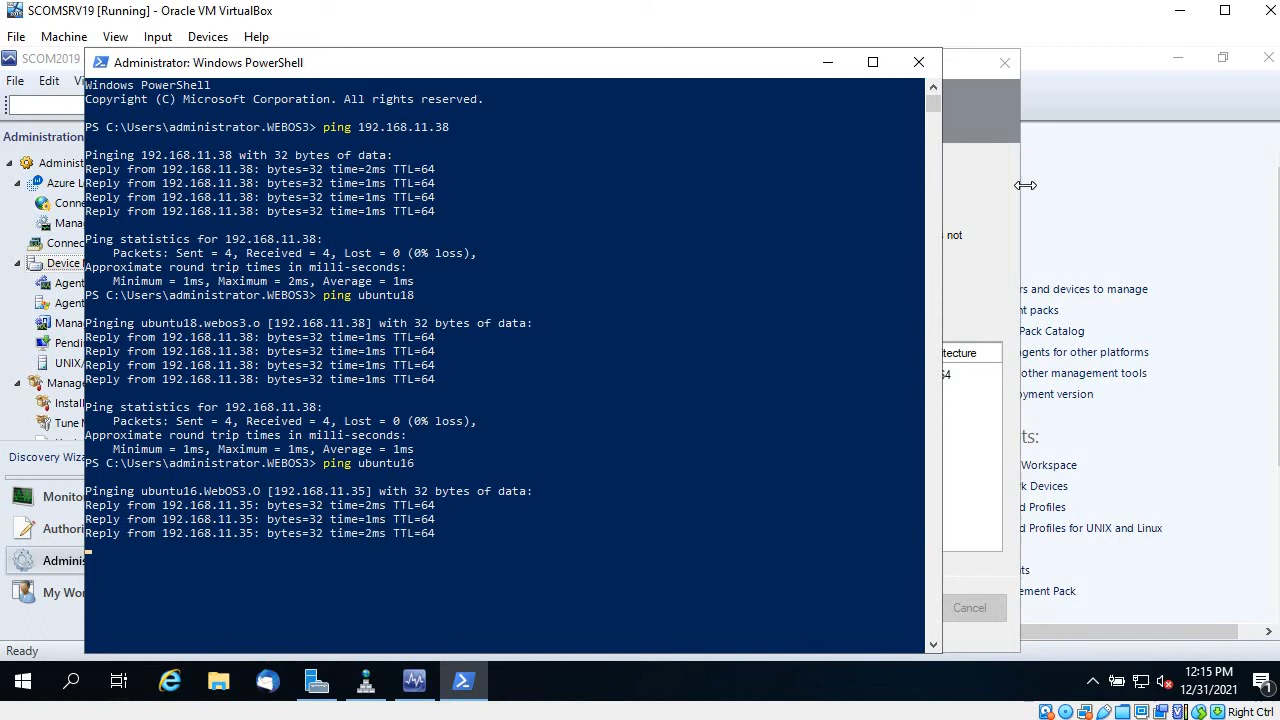 SCOMSRV19 [Running] - Oracle VM VirtualBox
File Machine View Input Devices Help
SCOM2019
Administrator: Windows PowerShell
File Edit
Windows PowerShell
Copyright (C) Microsoft Corporation. All rights reserved.
PS C:\Users\administrator.WEBOS3> ping 192.168.11.38
Pinging 192.168.11.38 with 32 bytes of data:
Reply from 192.168.11.38: bytes=32 time=2ms TTL=64
Reply from 192.168.11.38: bytes=32 time=1ms TTL=64
Reply from 192.168.11.38: bytes=32 time=1ms TTL=64
Reply from 192.168.11.38: bytes=32 time=1ms TTL=64
Ping statistics for 192.168.11.38:
Packets: Sent = 4, Received = 4, Lost = 0 (0% loss),
Approximate round trip times in milli-seconds:
Minimum = 1ms, Maximum = 2ms, Average = 1ms
PS C:\Users\administrator.WEBOS3> ping ubuntu18
Pinging ubuntu18.webos3.o [192.168.11.38] with 32 bytes of data:
Reply from 192.168.11.38: bytes=32 time=1ms TTL=64
Reply from 192.168.11.38: bytes=32 time=1ms TTL=64
Reply from 192.168.11.38: bytes=32 time=1ms TTL=64
Reply from 192.168.11.38: bytes=32 time=1ms TTL=64
Ping statistics for 192.168.11.38:
Packets: Sent = 4, Received = 4, Lost = 0 (0% loss),
Approximate round trip times in milli-seconds:
Minimum = 1ms, Maximum = 1ms, Average = 1ms
PS C:\Users\administrator.WEBOS3> ping ubuntu16
Pinging ubuntu16.WebOS3.O [192.168.11.35] with 32 bytes of data:
Reply from 192.168.11.35: bytes=32 time=2ms TTL=64
Reply from 192.168.11.35: bytes=32 time=1ms TTL=64
Reply from 192.168.11.35: bytes=32 time=2ms TTL=64
Administration
Administ
Azure L
Conne
Mana
Connec
Device
Agent
Agent
Mana
Pendi
UNIX/
Manage
Install
Tune M
Discovery Wiza
Monito
Authori
Adminis
My Wo
s not
tecture
64
Cancel
rs and devices to manage
nt packs
Pack Catalog
agents for other platforms
other management tools
oyment version
ts:
Workspace
k Devices
d Profiles
d Profiles for UNIX and Linux
nts
ement Pack
Ready
12:15 PM
12/31/2021
1
Right Ctrl